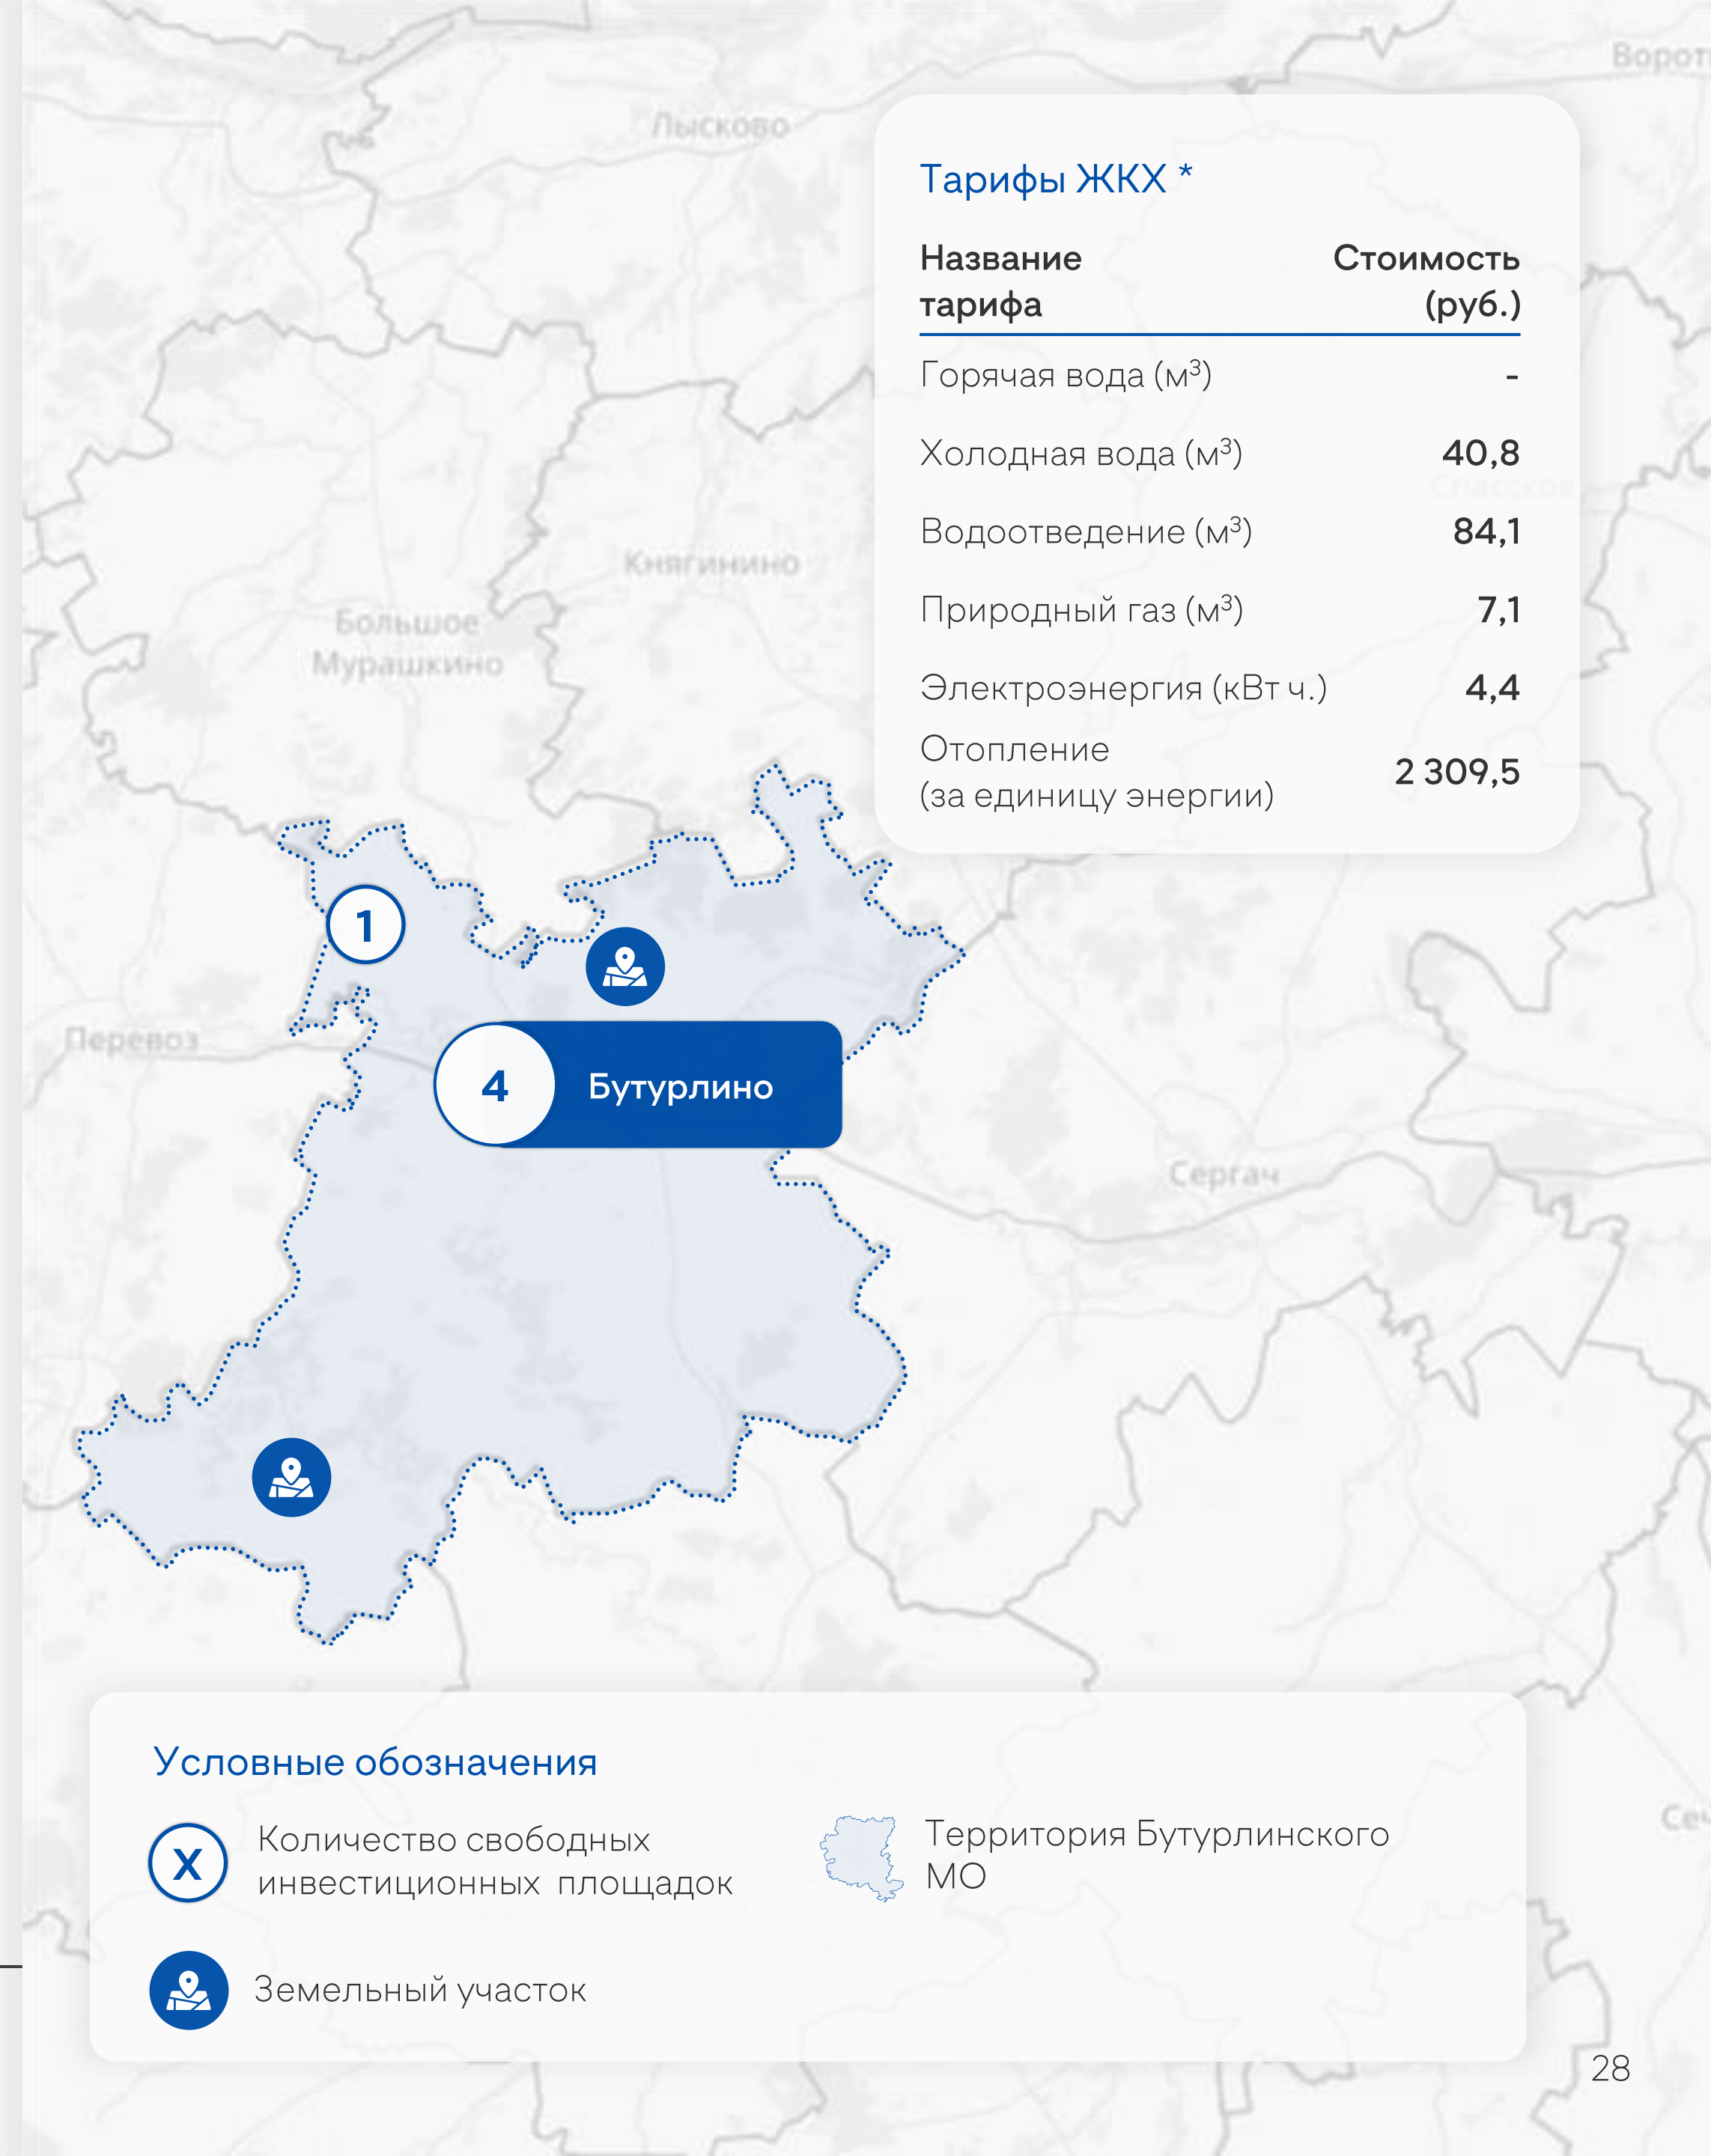 Лысково
Тарифы ЖКХ *
Название Стоимость
тарифа (руб.)
Горячая вода (м³) -
Холодная вода (м³) 40,8
Спасское
Водоотведение (м³) 84,1
Природный газ (м³) 7,1
Электроэнергия (кВт ч.) 4,4
Отопление
(за единицу энергии) 2 309,5
Княгинино
Большое
Мурашкино
1
Перевоз
4 Бутурлино
Сергач
Условные обозначения
X Количество свободных
инвестиционных площадок
Территория Бутурлинского
МО
Земельный участок
28